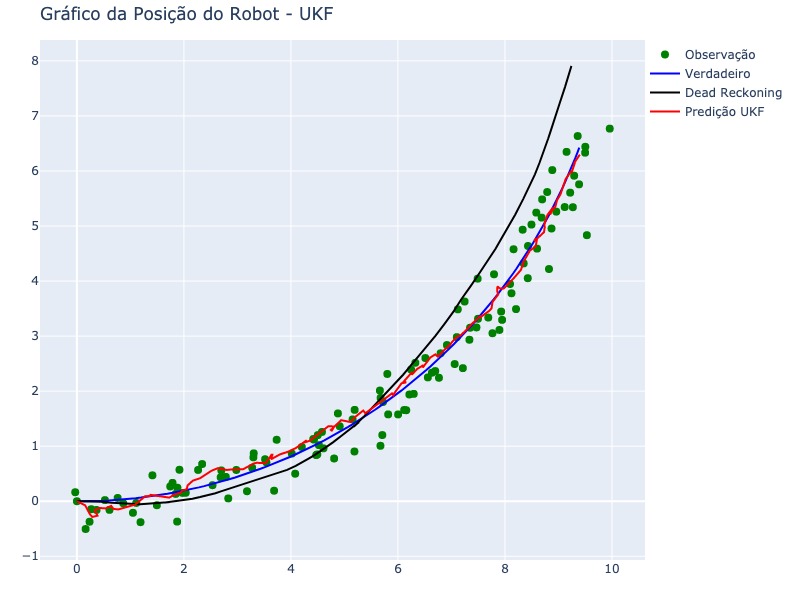 Gráfico da Posição do Robot - UKF
Observação
Verdadeiro
Dead Reckoning
Predição UKF
8
7
6
5
4
3
2
1
0
−1
0 2 4 6 8 10